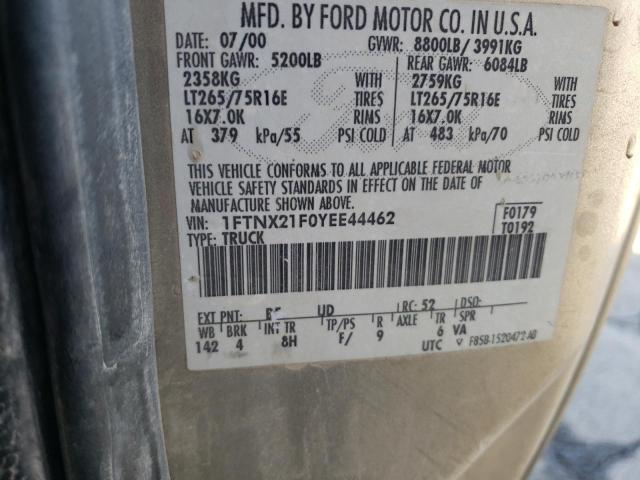 MFD. BY FORD MOTOR CO. IN U.S.A.
DATE: 07/00 GVWR: 8800LB/ 3991KG
FRONT GAWR: 5200LB REAR GAWR: 6084LB
2358KG WITH 2759KG WITH
LT265/75R16E TIRES LT265/75R16E TIRES
16X7.0K RIMS 16X7.0K RIMS
AT 379 kPa/55 PSI COLD AT 483 kPa/70 PSI COLD
THIS VEHICLE CONFORMS TO ALL APPLICABLE FEDERAL MOTOR
VEHICLE SAFETY STANDARDS IN EFFECT ON THE DATE OF
MANUFACTURE SHOWN ABOVE.
VIN: 1FTNX21F0YEE44462 F0179
TYPE: TRUCK T0192
EXT PNT: UD RC: 52 DSO:
WB BRK INT TR TP/PS R AXLE TR SPR
142 4 8H F/ 9 6 VA
UTC V F85B-1520472-AB